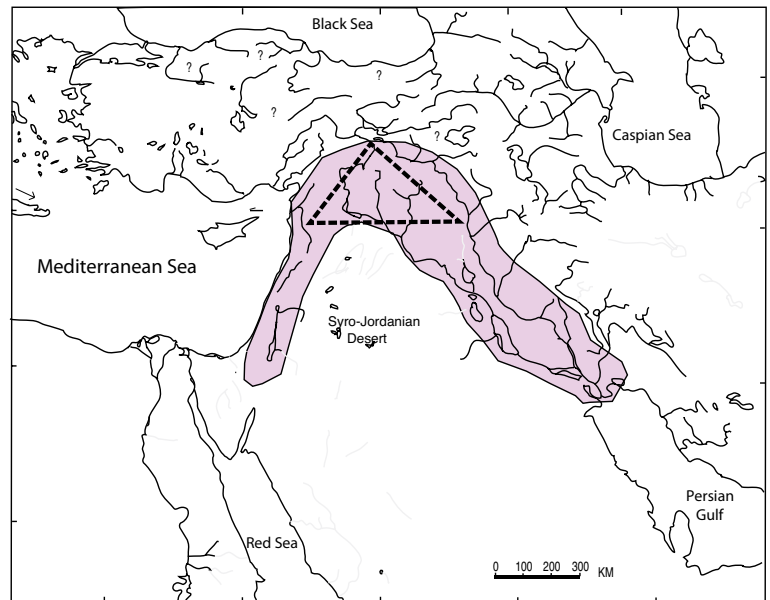 Black Sea
?
?
?
?
?
Caspian Sea
Mediterranean Sea
Syro-Jordanian
Desert
Persian
Gulf
Red Sea
0 100 200 300 KM